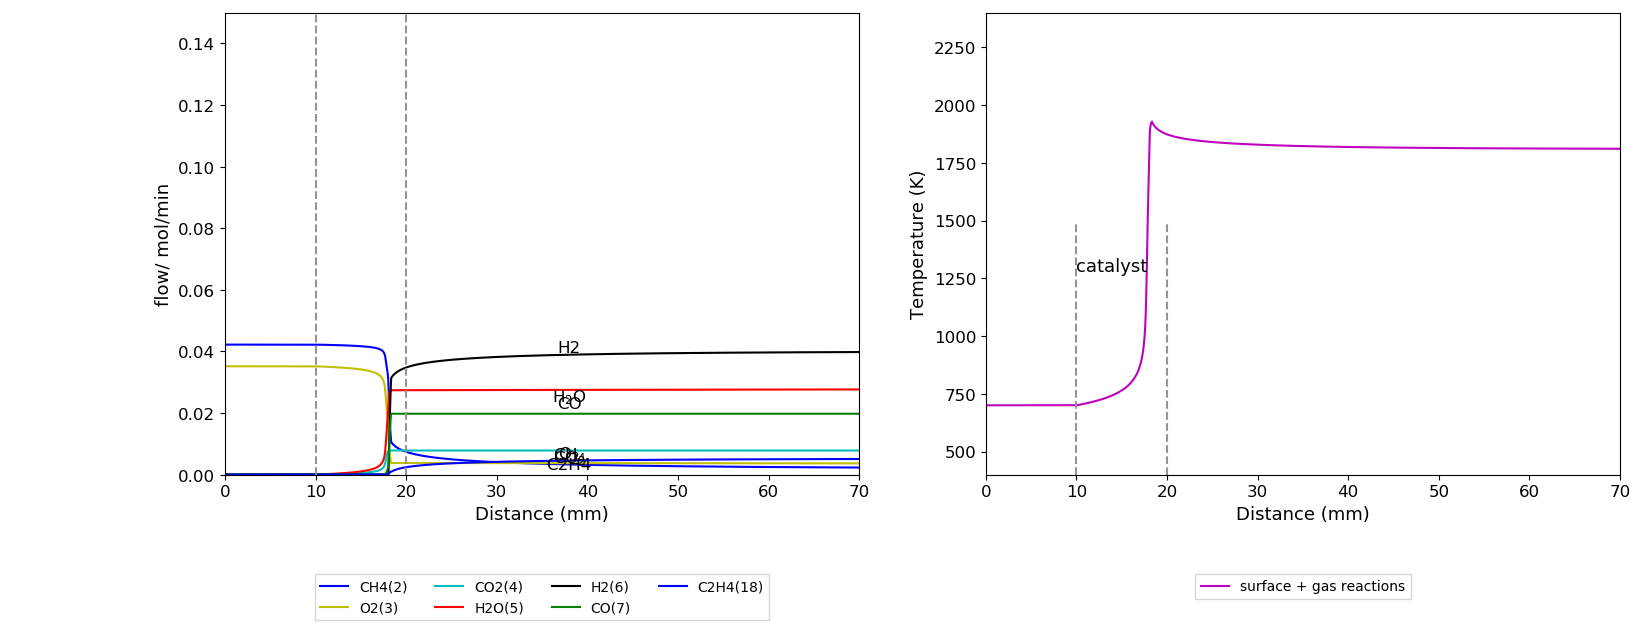 0.14
0.12
0.10
0.08
0.06
0.04
0.02
0.00
flow/ mol/min
H2
H₂O
CO
C2H4
0 10 20 30 40 50 60 70
Distance (mm)
CH4(2) CO2(4) H2(6) C2H4(18)
O2(3) H2O(5) CO(7)
2250
2000
1750
1500
1250
1000
750
500
Temperature (K)
catalyst
0 10 20 30 40 50 60 70
Distance (mm)
surface + gas reactions